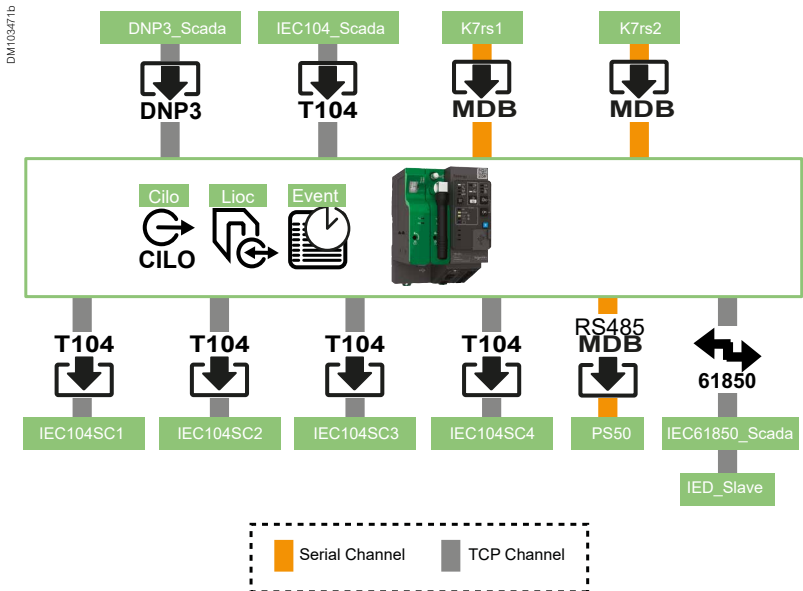 DM103471b
DNP3_Scada
IEC104_Scada
K7rs1
K7rs2
DNP3
T104
MDB
MDB
Cilo
Lioc
Event
CILO
T104
T104
T104
T104
RS485
MDB
61850
IEC104SC1
IEC104SC2
IEC104SC3
IEC104SC4
PS50
IEC61850_Scada
IED_Slave
Serial Channel
TCP Channel